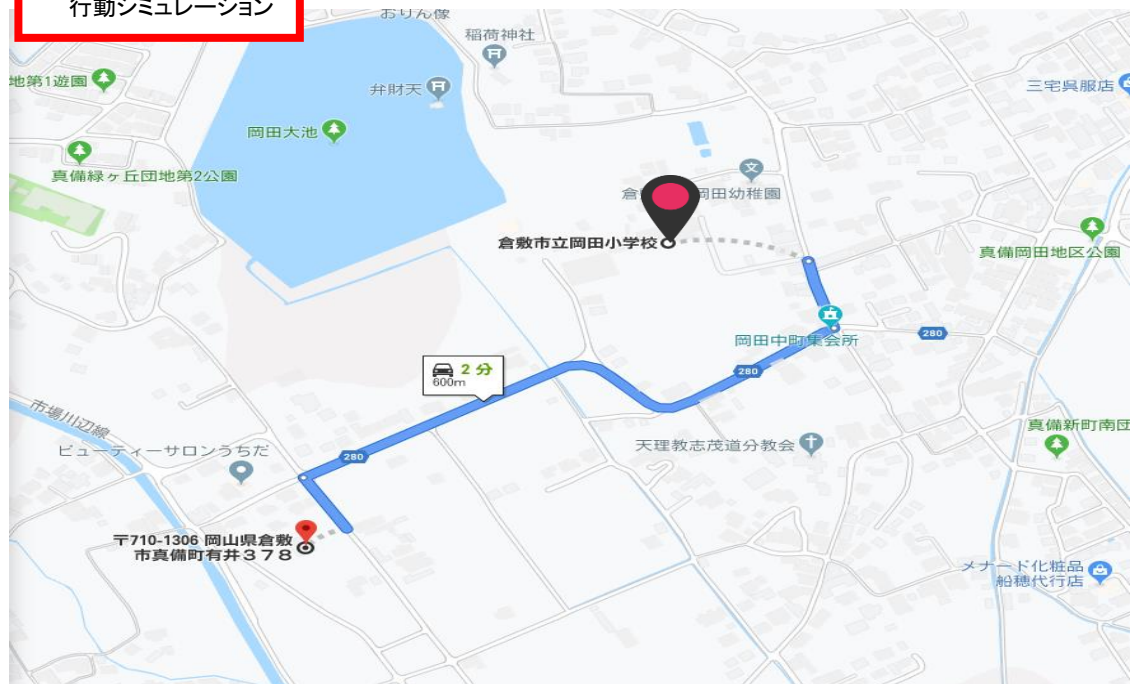 行動シミュレーション
おりん像
稲荷神社
地第1遊園
弁財天
三宅呉服店
岡田大池
真備緑ヶ丘団地第2公園
岡田幼稚園
倉敷市立岡田小学校
真備岡田地区公園
280
岡田中町集会所
2 分
600m
280
市場川辺線
真備新町南団
天理教志茂道分教会
ビューティーサロンうちだ
280
〒710-1306 岡山県倉敷
市真備町有井378
メナード化粧品
船穂代行店